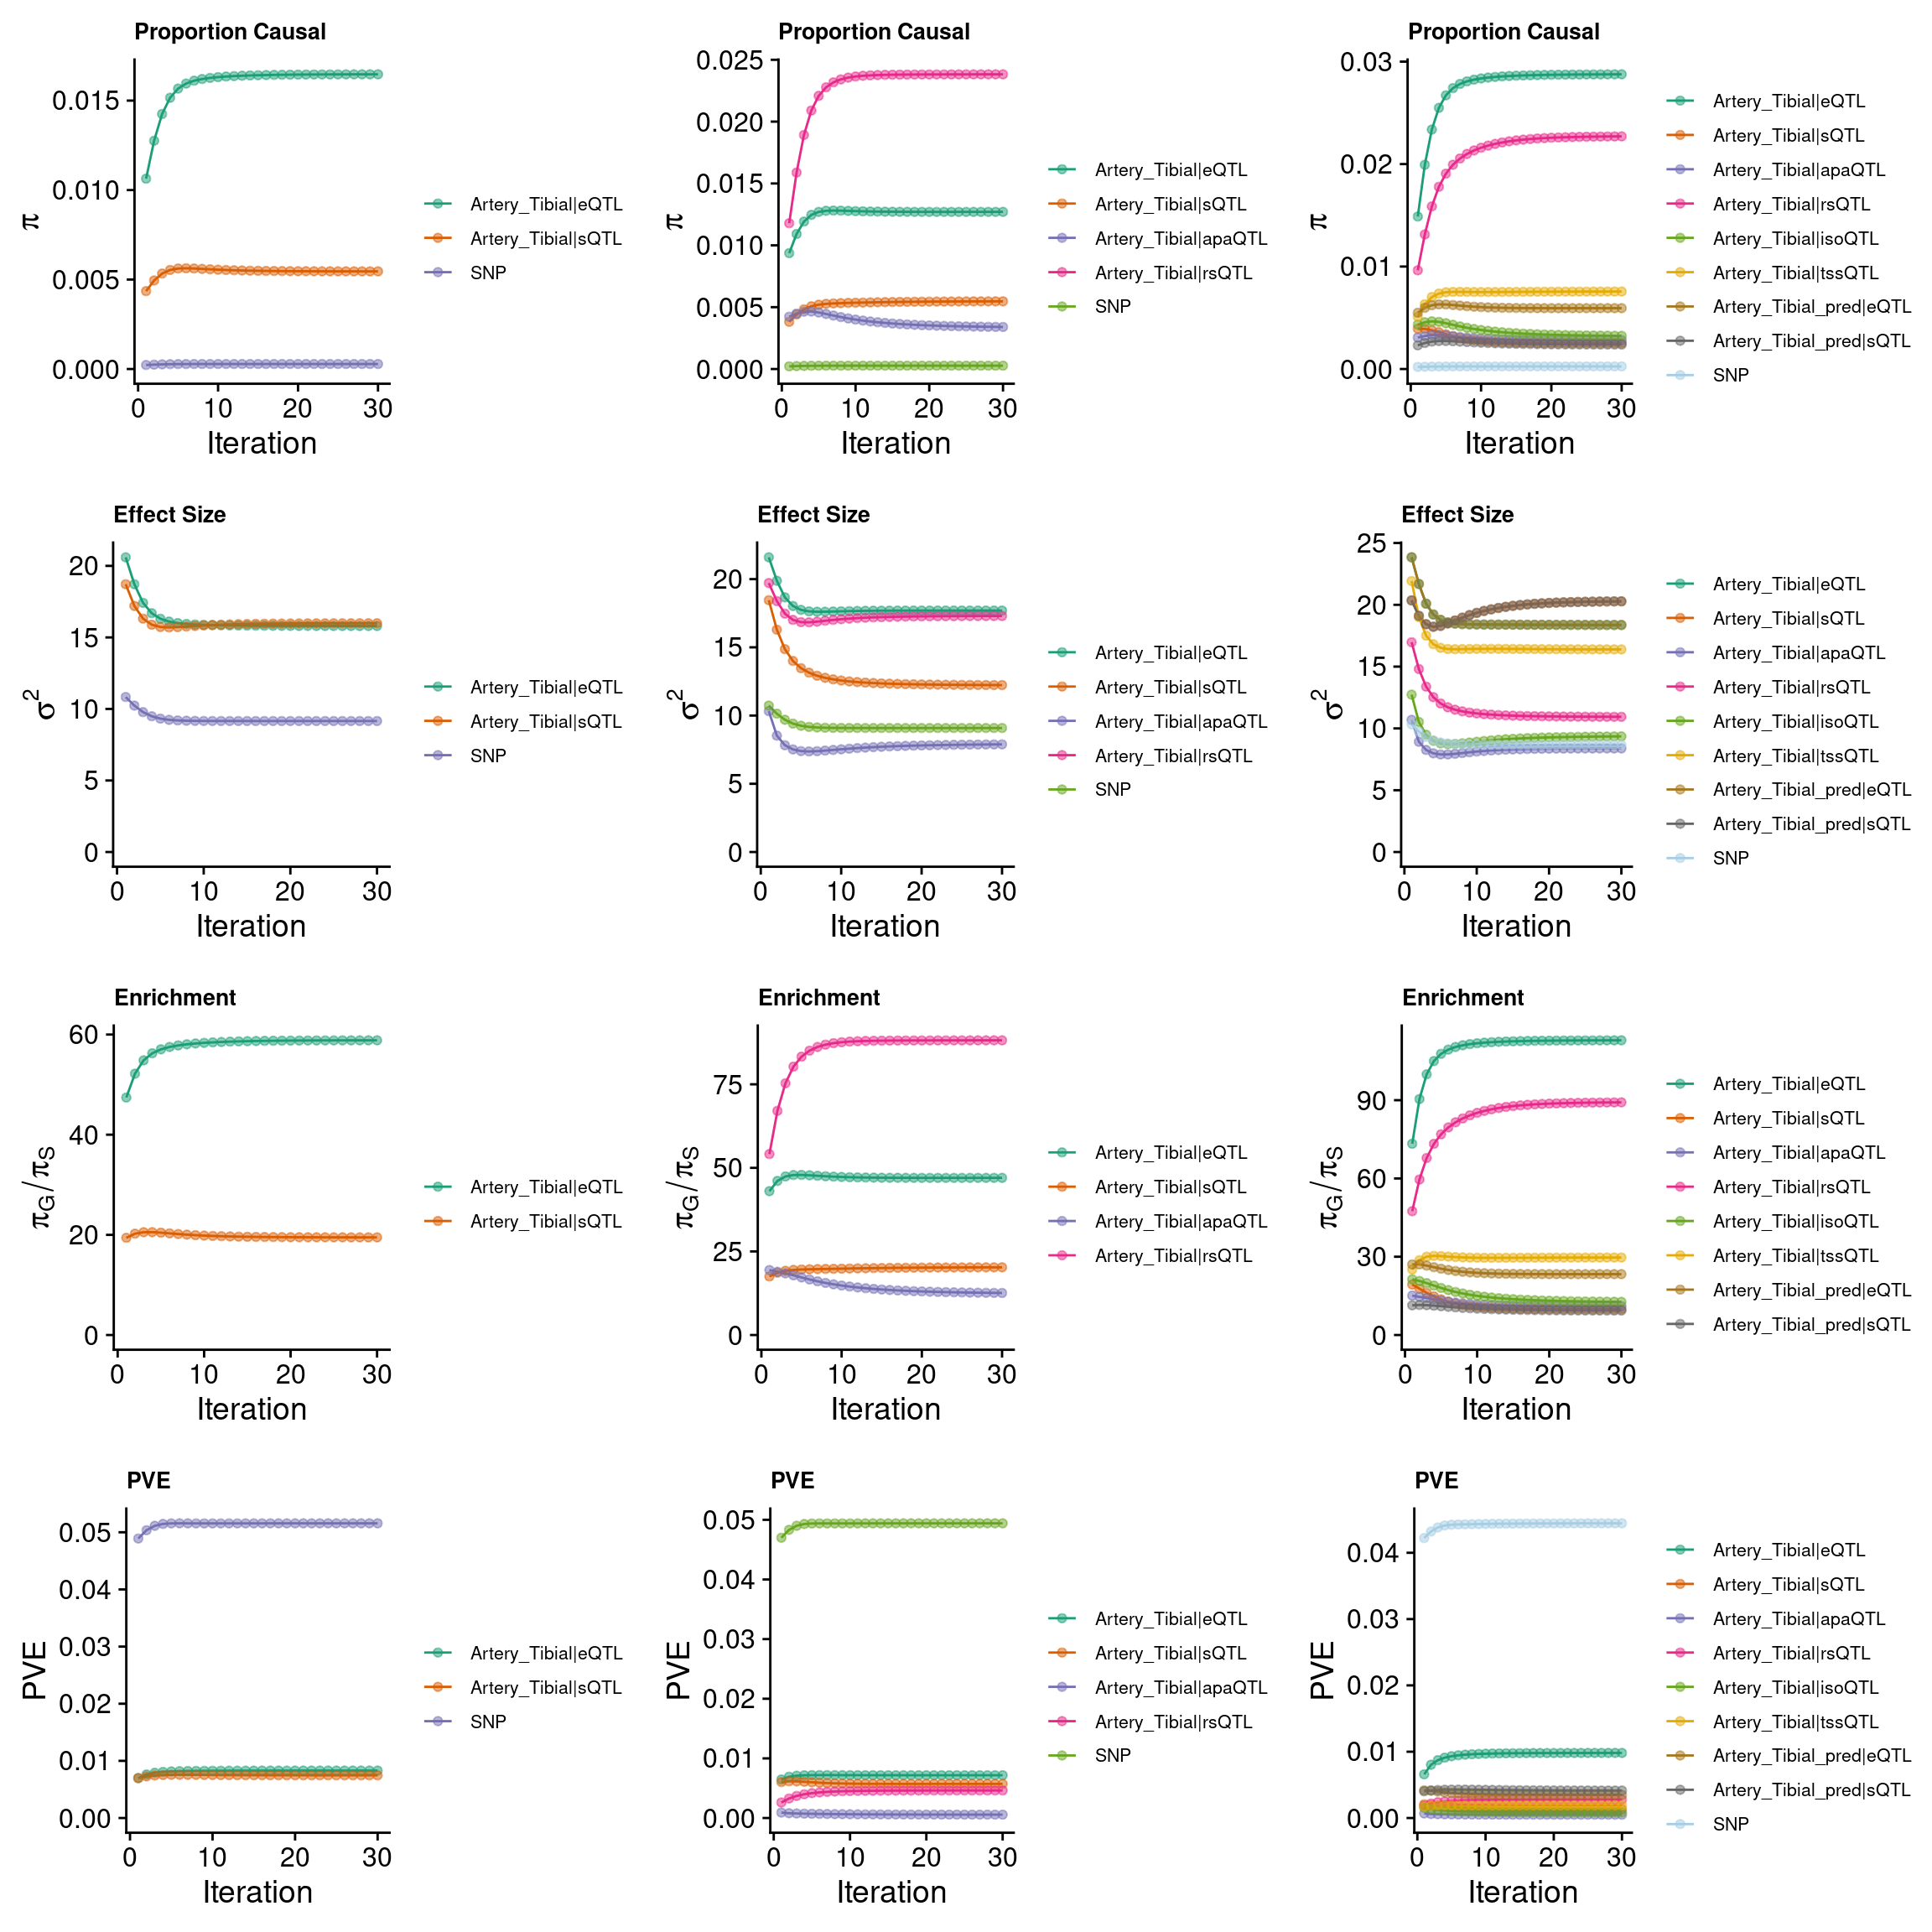 Proportion Causal
π
0.015
0.010
0.005
0.000
0 10 20 30
Iteration
Artery_Tibial|eQTL
Artery_Tibial|sQTL
SNP
Proportion Causal
π
0.025
0.020
0.015
0.010
0.005
0.000
0 10 20 30
Iteration
Artery_Tibial|eQTL
Artery_Tibial|sQTL
Artery_Tibial|apaQTL
Artery_Tibial|rsQTL
SNP
Proportion Causal
π
0.03
0.02
0.01
0.00
0 10 20 30
Iteration
Artery_Tibial|eQTL
Artery_Tibial|sQTL
Artery_Tibial|apaQTL
Artery_Tibial|rsQTL
Artery_Tibial|isoQTL
Artery_Tibial|tssQTL
Artery_Tibial_pred|eQTL
Artery_Tibial_pred|sQTL
SNP
Effect Size
σ²
20
15
10
5
0
0 10 20 30
Iteration
Artery_Tibial|eQTL
Artery_Tibial|sQTL
SNP
Effect Size
σ²
20
15
10
5
0
0 10 20 30
Iteration
Artery_Tibial|eQTL
Artery_Tibial|sQTL
Artery_Tibial|apaQTL
Artery_Tibial|rsQTL
SNP
Effect Size
σ²
25
20
15
10
5
0
0 10 20 30
Iteration
Artery_Tibial|eQTL
Artery_Tibial|sQTL
Artery_Tibial|apaQTL
Artery_Tibial|rsQTL
Artery_Tibial|isoQTL
Artery_Tibial|tssQTL
Artery_Tibial_pred|eQTL
Artery_Tibial_pred|sQTL
SNP
Enrichment
πG/πS
60
40
20
0
0 10 20 30
Iteration
Artery_Tibial|eQTL
Artery_Tibial|sQTL
Enrichment
πG/πS
75
50
25
0
0 10 20 30
Iteration
Artery_Tibial|eQTL
Artery_Tibial|sQTL
Artery_Tibial|apaQTL
Artery_Tibial|rsQTL
Enrichment
πG/πS
90
60
30
0
0 10 20 30
Iteration
Artery_Tibial|eQTL
Artery_Tibial|sQTL
Artery_Tibial|apaQTL
Artery_Tibial|rsQTL
Artery_Tibial|isoQTL
Artery_Tibial|tssQTL
Artery_Tibial_pred|eQTL
Artery_Tibial_pred|sQTL
PVE
PVE
0.05
0.04
0.03
0.02
0.01
0.00
0 10 20 30
Iteration
Artery_Tibial|eQTL
Artery_Tibial|sQTL
SNP
PVE
PVE
0.05
0.04
0.03
0.02
0.01
0.00
0 10 20 30
Iteration
Artery_Tibial|eQTL
Artery_Tibial|sQTL
Artery_Tibial|apaQTL
Artery_Tibial|rsQTL
SNP
PVE
PVE
0.04
0.03
0.02
0.01
0.00
0 10 20 30
Iteration
Artery_Tibial|eQTL
Artery_Tibial|sQTL
Artery_Tibial|apaQTL
Artery_Tibial|rsQTL
Artery_Tibial|isoQTL
Artery_Tibial|tssQTL
Artery_Tibial_pred|eQTL
Artery_Tibial_pred|sQTL
SNP